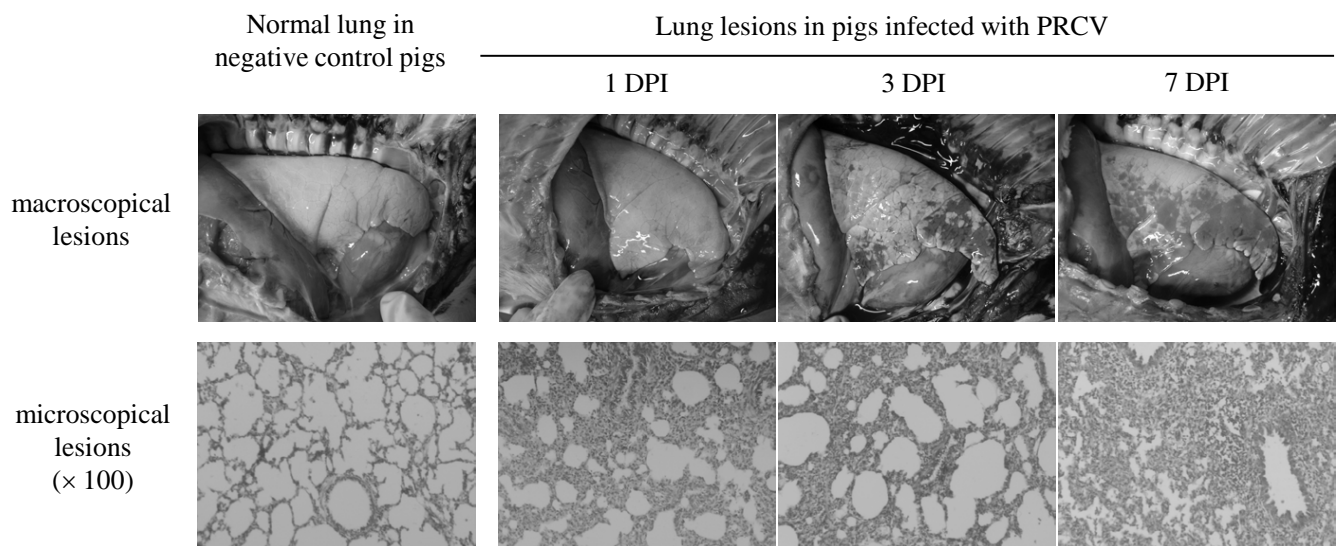 Normal lung in
negative control pigs
Lung lesions in pigs infected with PRCV
1 DPI
3 DPI
7 DPI
macroscopical
lesions
microscopical
lesions
(× 100)